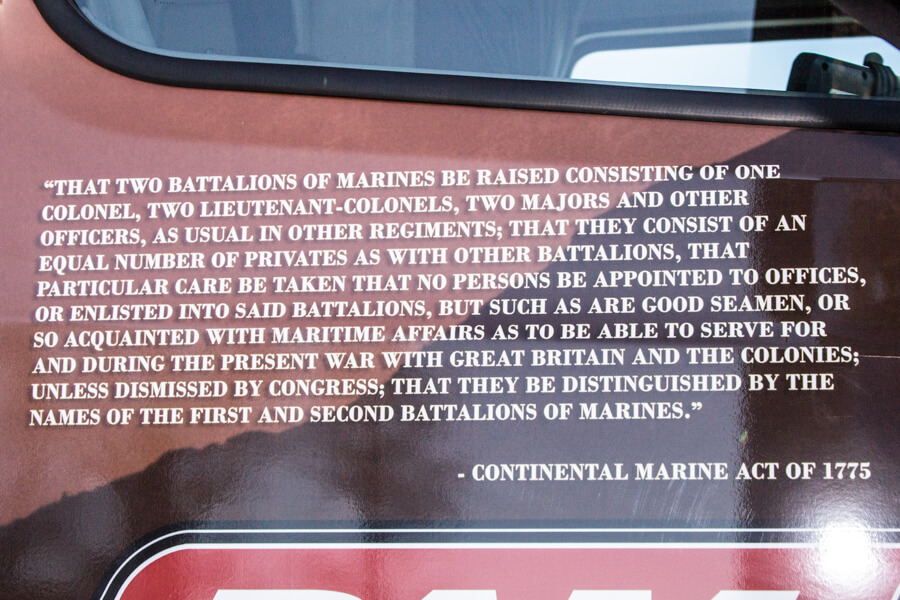 “THAT TWO BATTALIONS OF MARINES BE RAISED CONSISTING OF ONE
COLONEL, TWO LIEUTENANT-COLONELS, TWO MAJORS AND OTHER
OFFICERS, AS USUAL IN OTHER REGIMENTS; THAT THEY CONSIST OF AN
EQUAL NUMBER OF PRIVATES AS WITH OTHER BATTALIONS, THAT
PARTICULAR CARE BE TAKEN THAT NO PERSONS BE APPOINTED TO OFFICES,
OR ENLISTED INTO SAID BATTALIONS, BUT SUCH AS ARE GOOD SEAMEN, OR
SO ACQUAINTED WITH MARITIME AFFAIRS AS TO BE ABLE TO SERVE FOR
AND DURING THE PRESENT WAR WITH GREAT BRITAIN AND THE COLONIES;
UNLESS DISMISSED BY CONGRESS; THAT THEY BE DISTINGUISHED BY THE
NAMES OF THE FIRST AND SECOND BATTALIONS OF MARINES.”
- CONTINENTAL MARINE ACT OF 1775